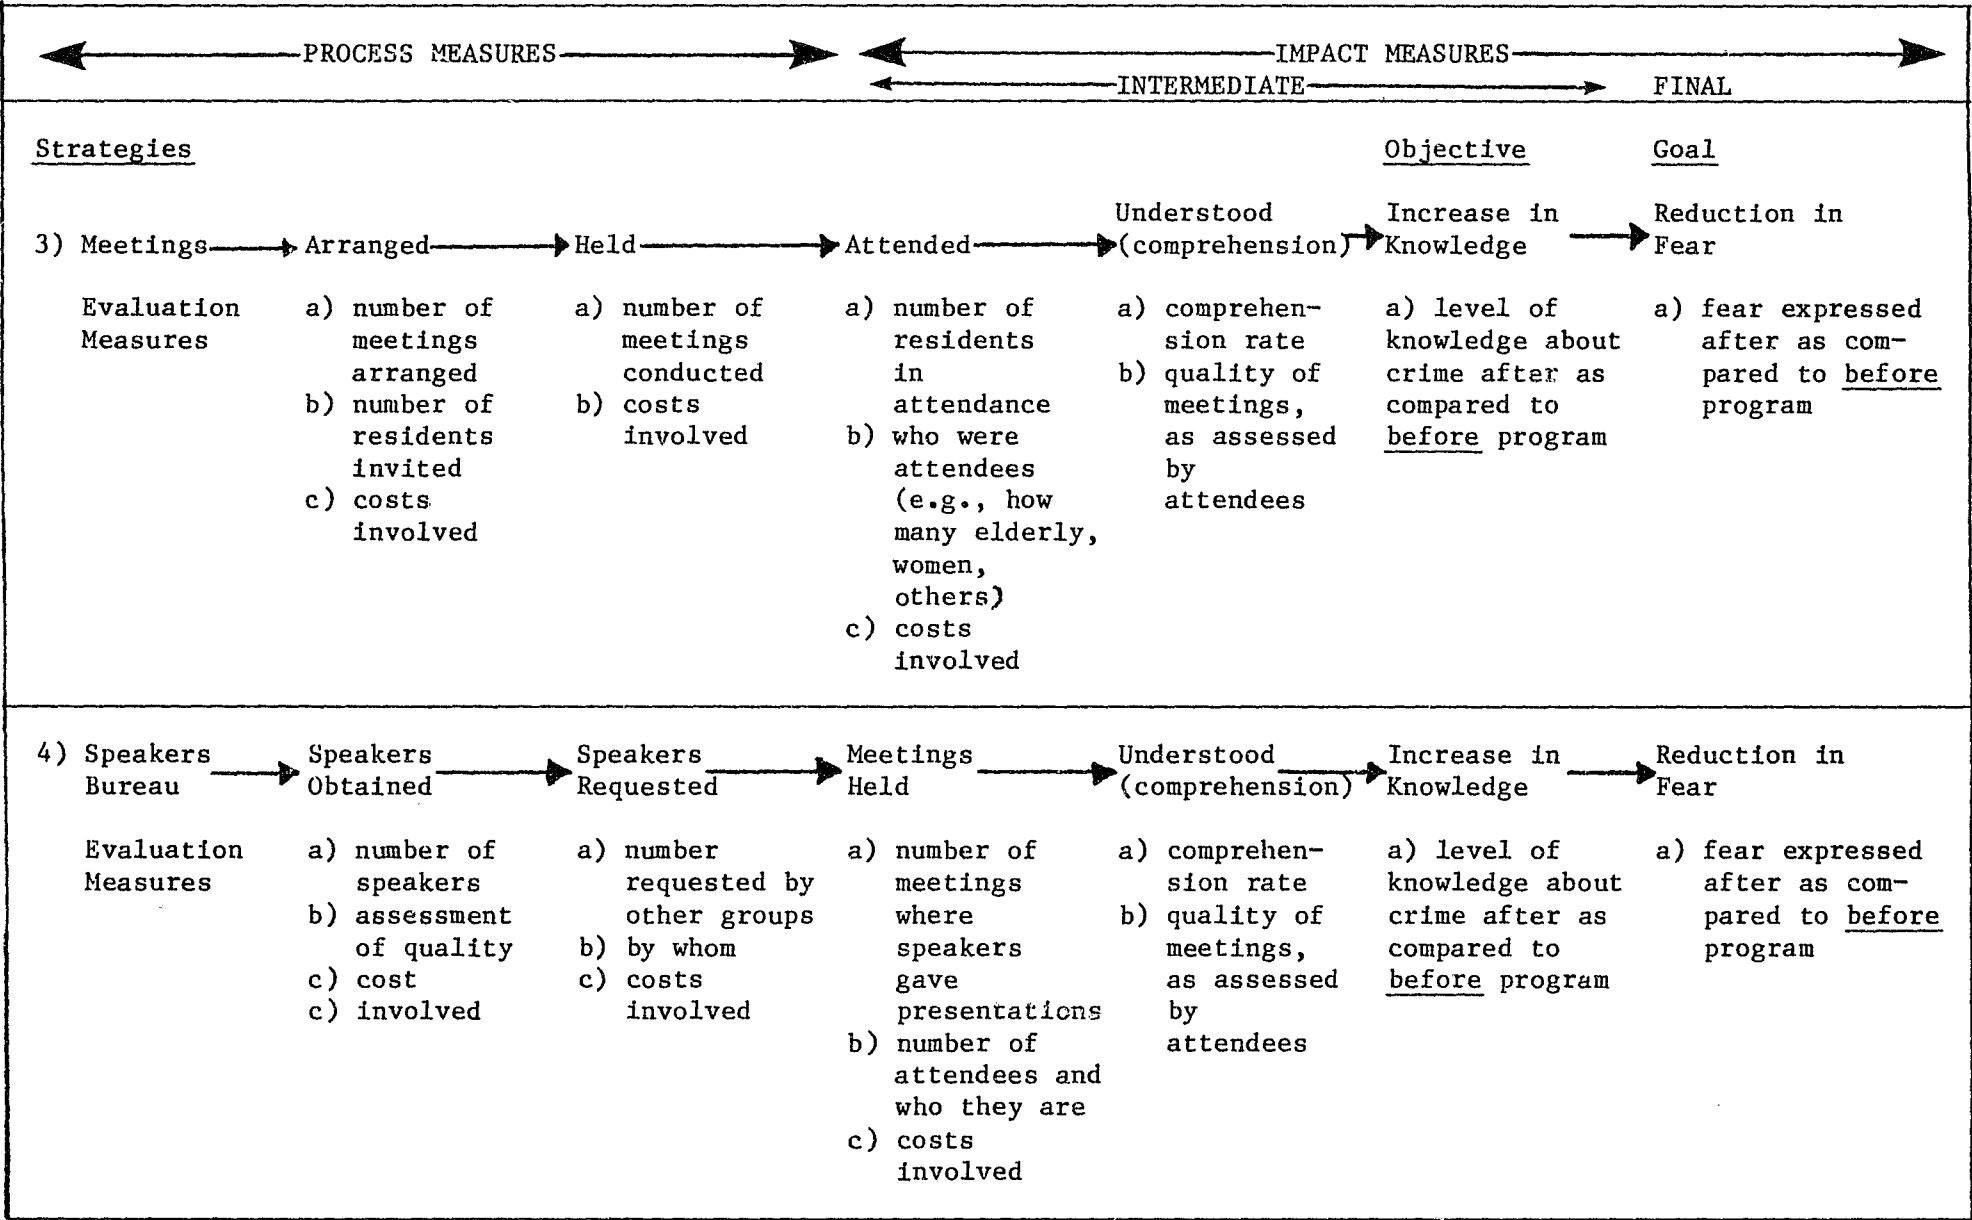 PROCESS MEASURES
IMPACT MEASURES
INTERMEDIATE
FINAL
Strategies
Objective
Goal
3) Meetings
Arranged
Held
Attended
Understood
(comprehension)
Increase in
Knowledge
Reduction in
Fear
Evaluation
Measures
a) number of
meetings
arranged
b) number of
residents
invited
c) costs
involved
a) number of
meetings
conducted
b) costs
involved
a) number of
residents
in
attendance
b) who were
attendees
(e.g., how
many elderly,
women,
others)
c) costs
involved
a) comprehen-
sion rate
b) quality of
meetings,
as assessed
by
attendees
a) level of
knowledge about
crime after as
compared to
before program
a) fear expressed
after as com-
pared to before
program
4) Speakers
Bureau
Speakers
Obtained
Speakers
Requested
Meetings
Held
Understood
(comprehension)
Increase in
Knowledge
Reduction in
Fear
Evaluation
Measures
a) number of
speakers
b) assessment
of quality
c) cost
c) involved
a) number
requested by
other groups
b) by whom
c) costs
involved
a) number of
meetings
where
speakers
gave
presentations
b) number of
attendees and
who they are
c) costs
involved
a) comprehen-
sion rate
b) quality of
meetings,
as assessed
by
attendees
a) level of
knowledge about
crime after as
compared to
before program
a) fear expressed
after as com-
pared to before
program